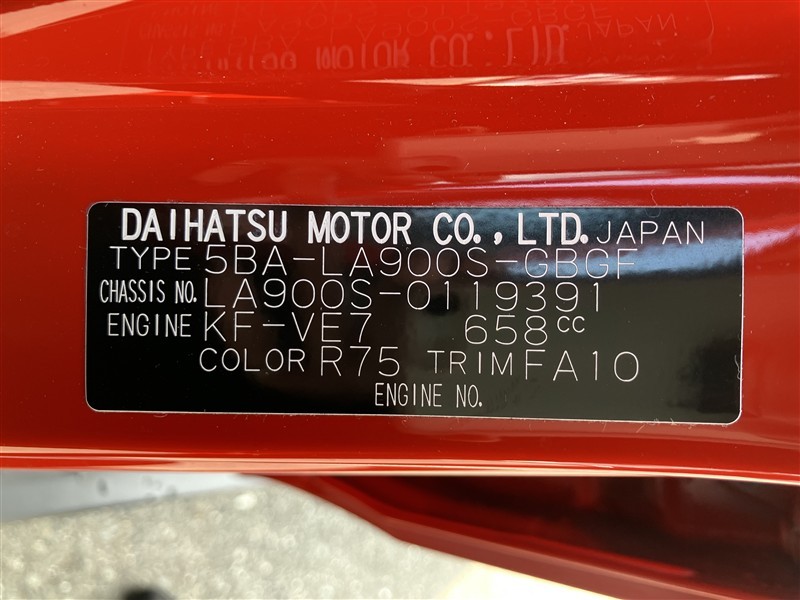 DAIHATSU MOTOR CO., LTD. JAPAN
TYPE 5BA-LA900S-GBGF
CHASSIS NO. LA900S-0119391
ENGINE KF-VE7 658cc
COLOR R75 TRIM FA10
ENGINE NO.